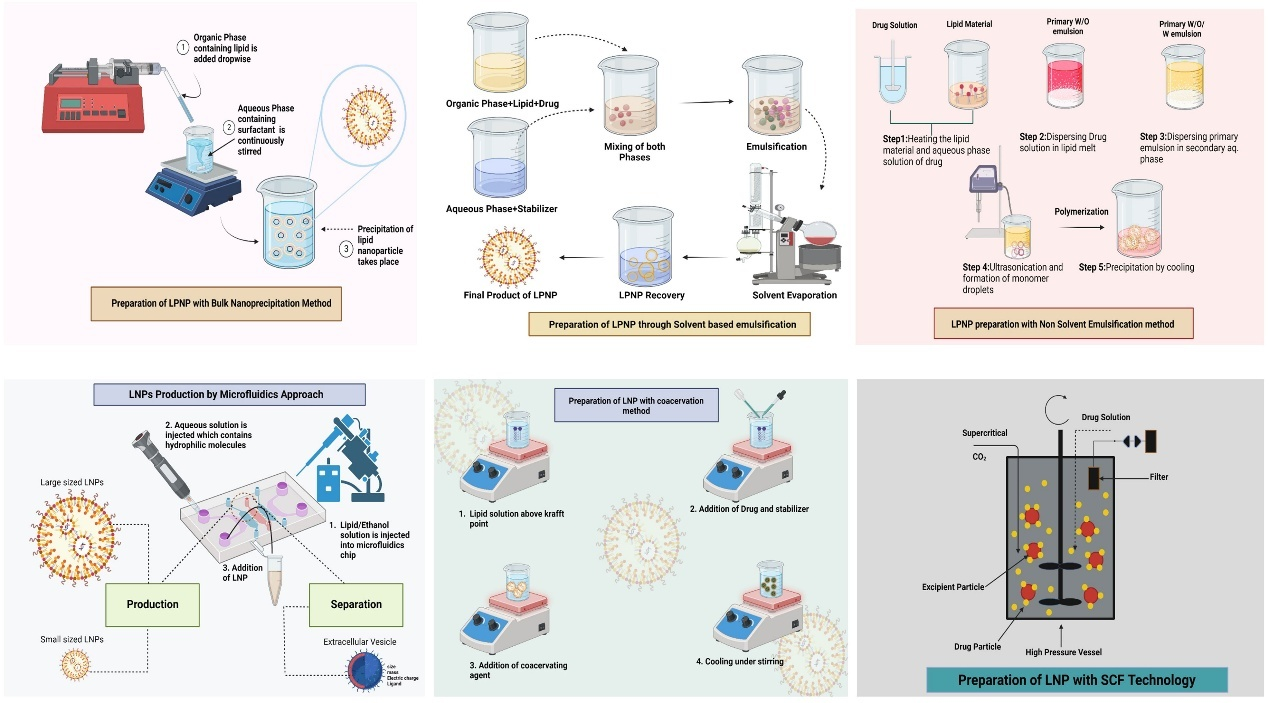 1
Organic Phase
containing lipid is
added dropwise
2
Aqueous Phase
containing
surfactant is
continuously
stirred
3
Precipitation of
lipid
nanoparticle
takes place
Preparation of LPNP with Bulk Nanoprecipitation Method
Organic Phase+Lipid+Drug
Aqueous Phase+Stabilizer
Mixing of both
Phases
Emulsification
Final Product of LPNP
LPNP Recovery
Solvent Evaporation
Preparation of LPNP through Solvent based emulsification
Drug Solution
Lipid Material
Primary W/O
emulsion
Primary W/O/
W emulsion
Step1:Heating the lipid
material and aqueous phase
solution of drug
Step 2:Dispersing Drug
solution in lipid melt
Step 3:Dispersing primary
emulsion in secondary aq.
phase
Polymerization
Step 4:Ultrasonication and
formation of monomer
droplets
Step 5:Precipitation by cooling
LPNP preparation with Non Solvent Emulsification method
LNPs Production by Microfluidics Approach
2. Aqueous solution is
injected which contains
hydrophilic molecules
Large sized LNPs
1. Lipid/Ethanol
solution is injected
into microfluidics
chip
3. Addition
of LNP
Production
Separation
Small sized LNPs
Extracellular Vesicle
size
mass
Electric charge
Ligand
Preparation of LNP with coacervation
method
1. Lipid solution above krafft
point
2. Addition of Drug and stabilizer
3. Addition of coacervating
agent
4. Cooling under stirring
Drug Solution
Supercritical
CO₂
Filter
Excipient Particle
Drug Particle
High Pressure Vessel
Preparation of LNP with SCF Technology